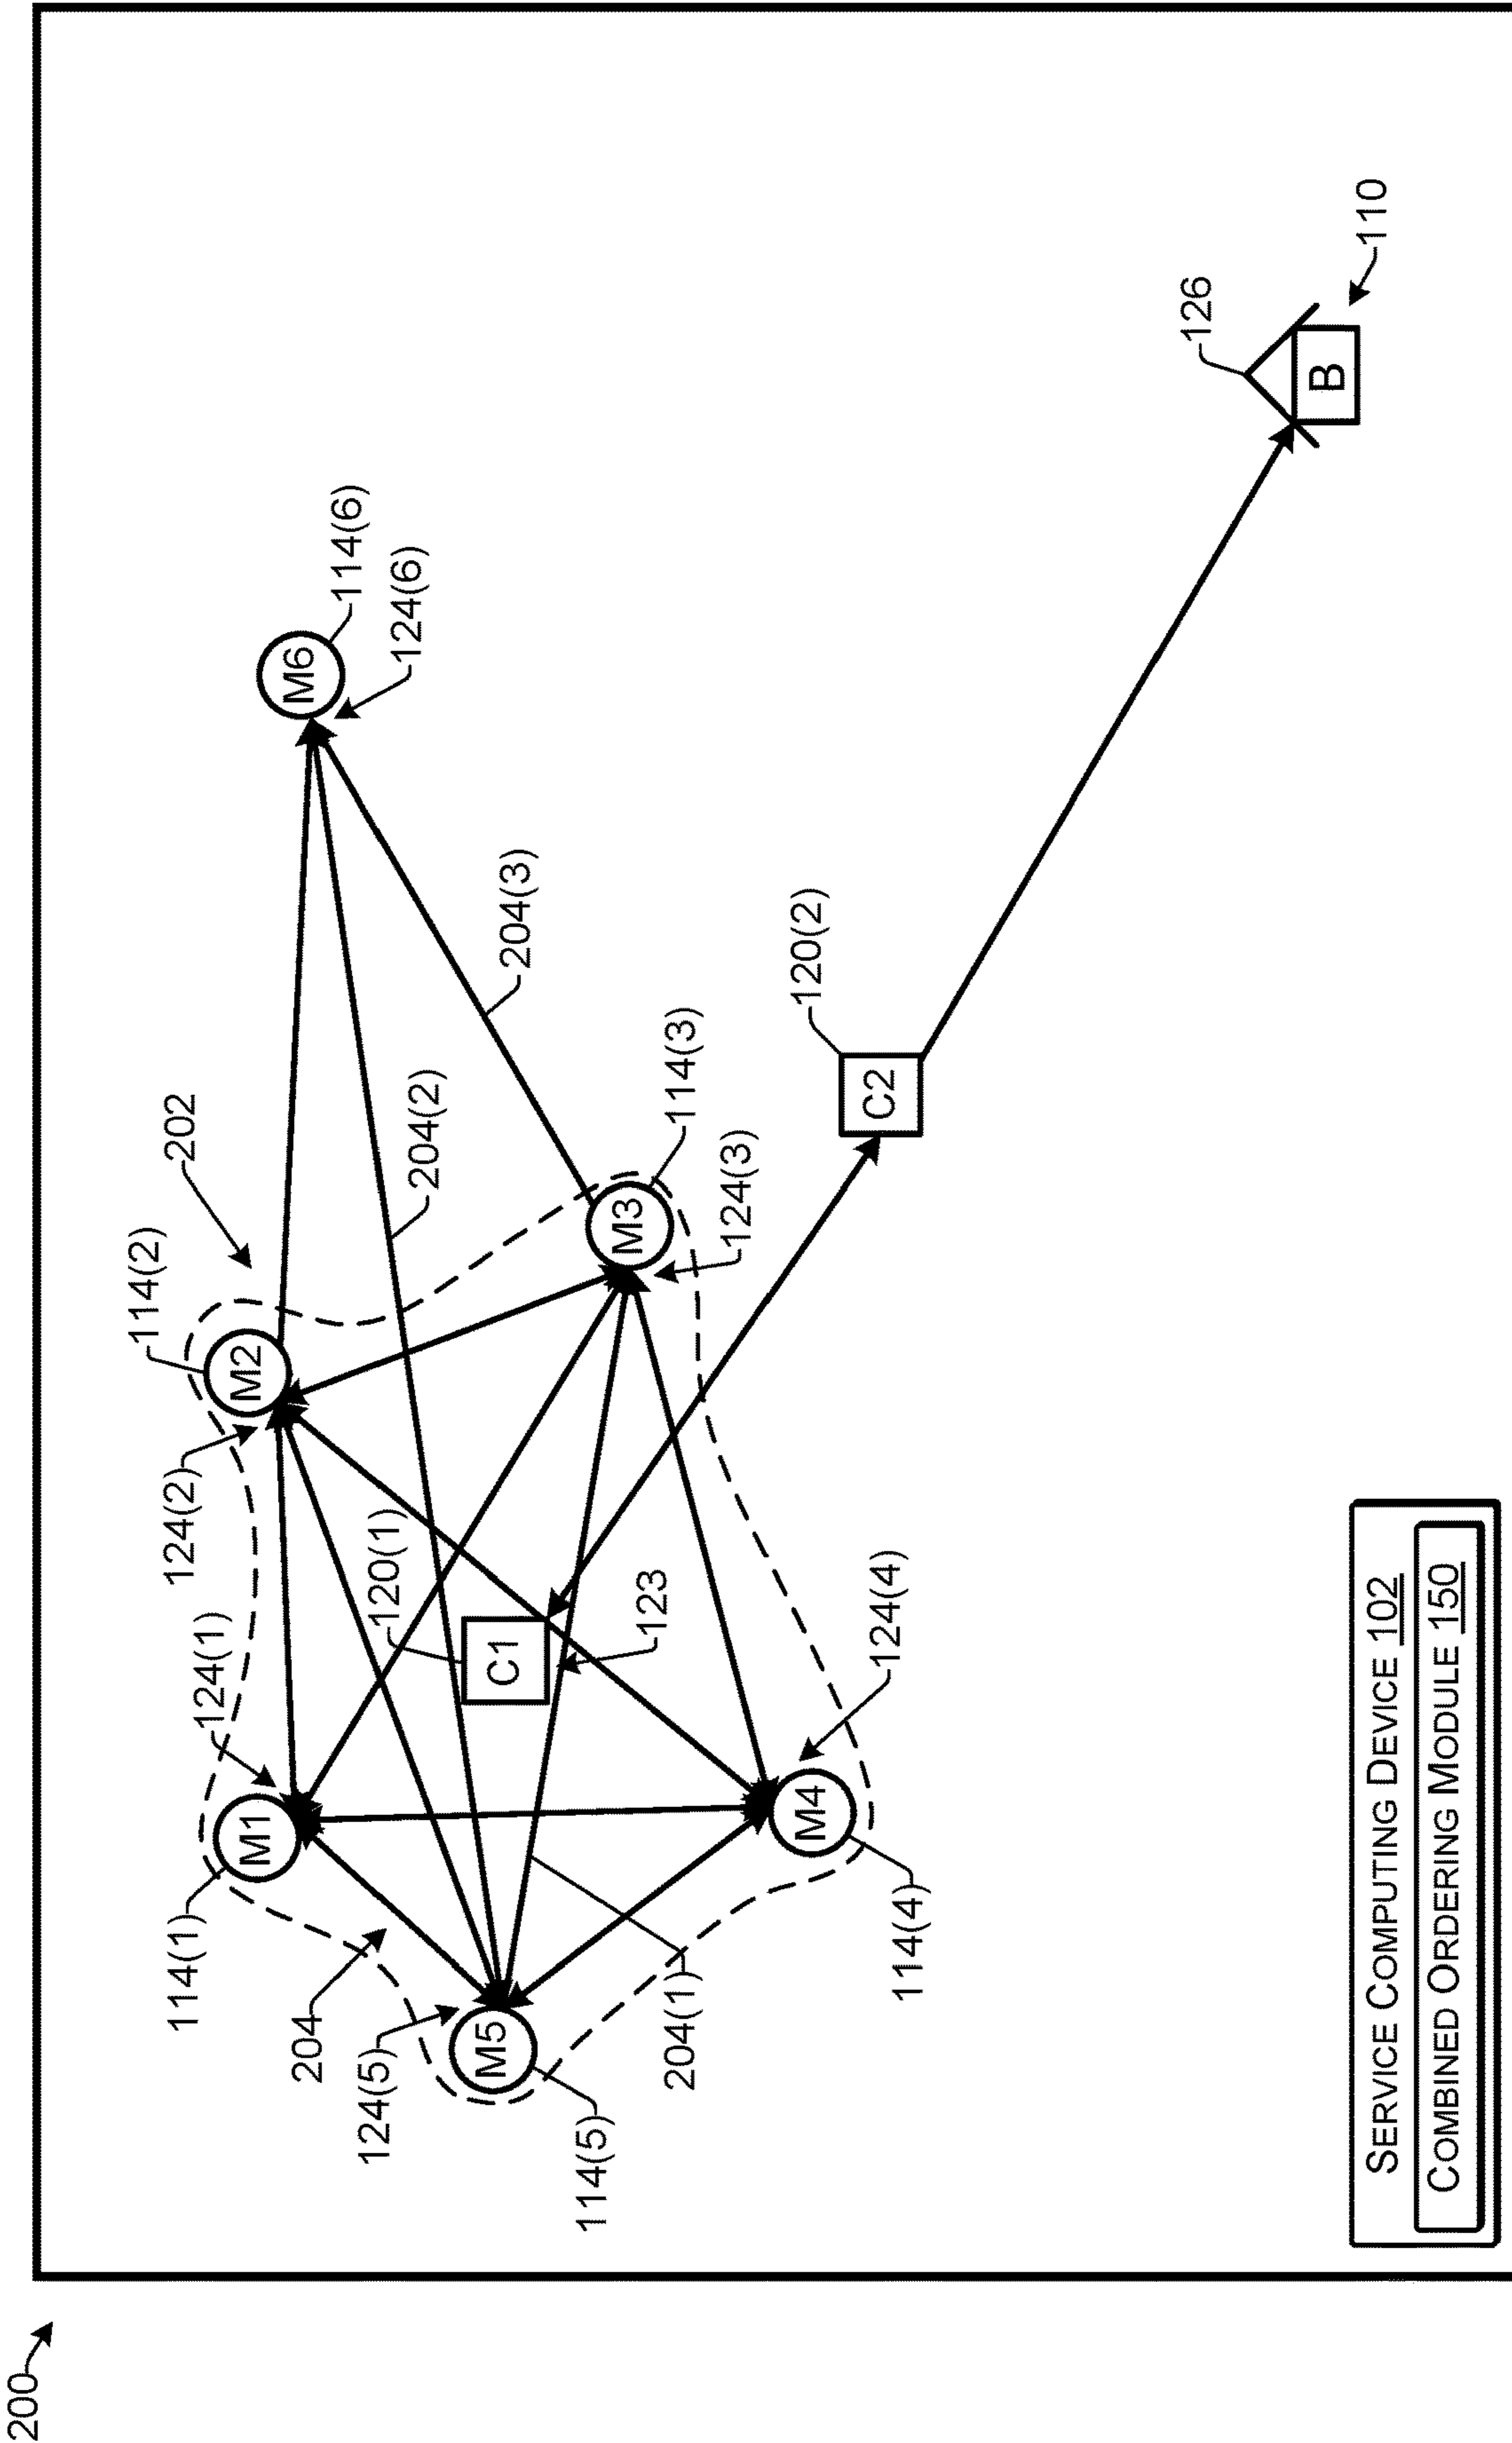 200
114(1)
124(1)
M1
124(2)
114(2)
M2
202
204
124(5)
M5
114(5)
204(1)
120(1)
C1
123
204(2)
204(3)
M6
114(6)
124(6)
M3
114(3)
124(3)
M4
114(4)
124(4)
120(2)
C2
126
B
110
SERVICE COMPUTING DEVICE 102
COMBINED ORDERING MODULE 150